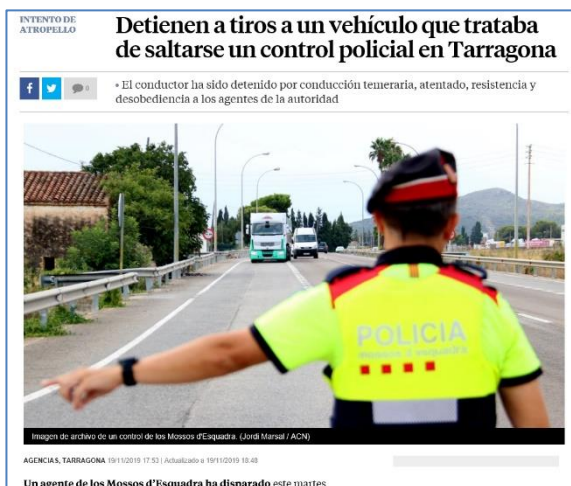 INTENTO DE
ATROPELLO
Detienen a tiros a un vehículo que trataba
de saltarse un control policial en Tarragona
f
0
• El conductor ha sido detenido por conducción temeraria, atentado, resistencia y
desobediencia a los agentes de la autoridad
POLICIA
Mossos d'esquadra
Imagen de archivo de un control de los Mossos d'Esquadra. (Jordi Marsal / ACN)
AGENCIAS, TARRAGONA 19/11/2019 17:53 | Actualizado a 19/11/2019 18:48
Un agente de los Mossos d'Esquadra ha disparado este martes